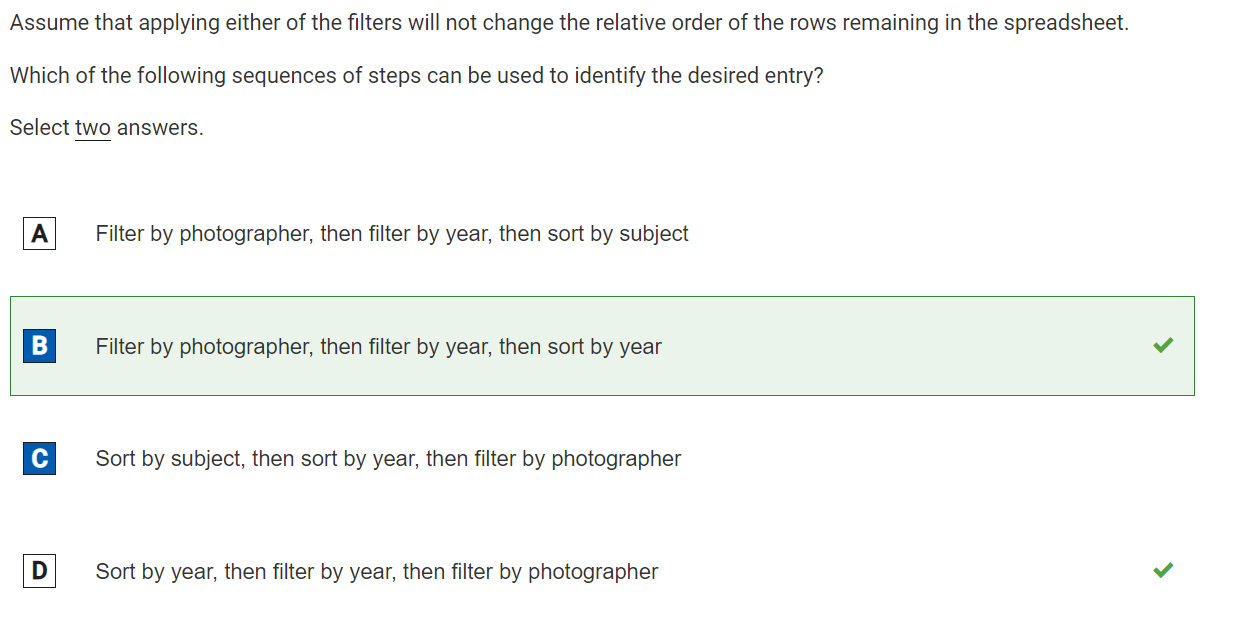 Assume that applying either of the filters will not change the relative order of the rows remaining in the spreadsheet.
Which of the following sequences of steps can be used to identify the desired entry?
Select two answers.
A Filter by photographer, then filter by year, then sort by subject
B Filter by photographer, then filter by year, then sort by year
C Sort by subject, then sort by year, then filter by photographer
D Sort by year, then filter by year, then filter by photographer